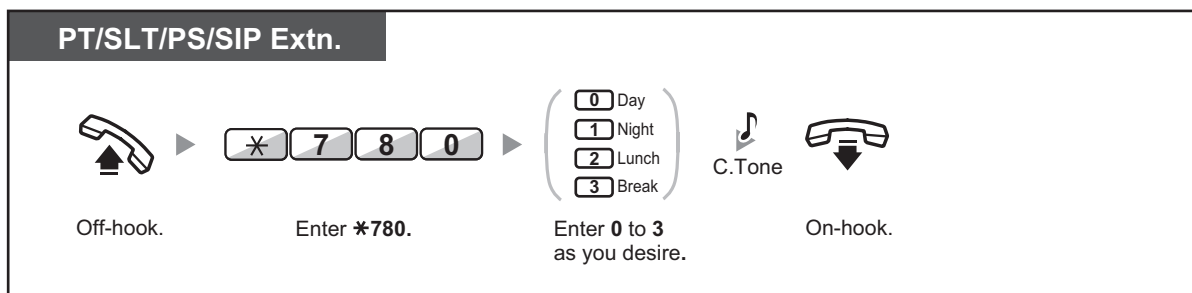 PT/SLT/PS/SIP Extn.
* 7 8 0
0 Day
1 Night
2 Lunch
3 Break
C.Tone
Off-hook.
Enter *780.
Enter 0 to 3
as you desire.
On-hook.